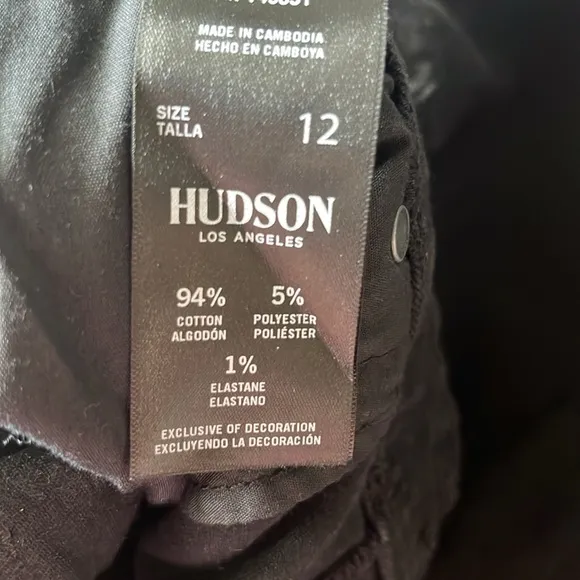 MADE IN CAMBODIA
HECHO EN CAMBOYA
SIZE
TALLA
12
HUDSON
LOS ANGELES
94%
COTTON
ALGODÓN
5%
POLYESTER
POLIÉSTER
1%
ELASTANE
ELASTANO
EXCLUSIVE OF DECORATION
EXCLUYENDO LA DECORACIÓN